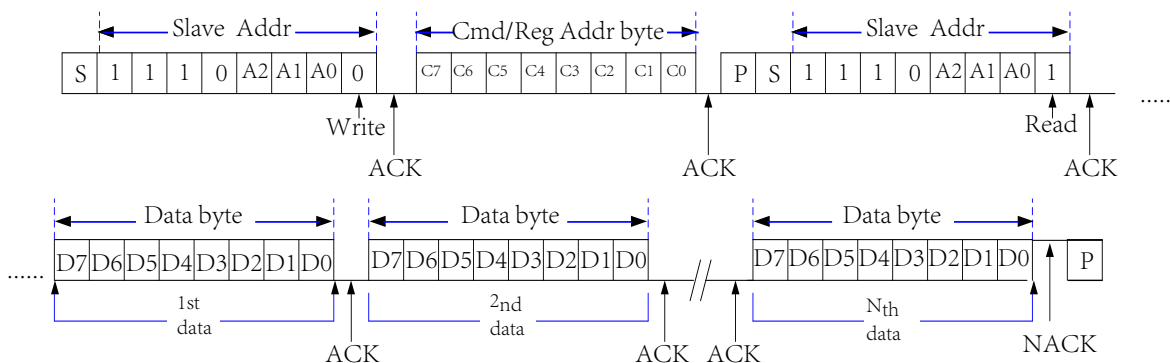 Slave Addr Cmd/Reg Addr byte Slave Addr
S 1 1 1 0 A2 A1 A0 0 C7 C6 C5 C4 C3 C2 C1 C0 P S 1 1 1 0 A2 A1 A0 1
.....
Write Read
ACK ACK ACK
Data byte Data byte Data byte
...... D7 D6 D5 D4 D3 D2 D1 D0 D7 D6 D5 D4 D3 D2 D1 D0 // D7 D6 D5 D4 D3 D2 D1 D0 P
1st 2nd Nth
data data data
ACK ACK ACK NACK